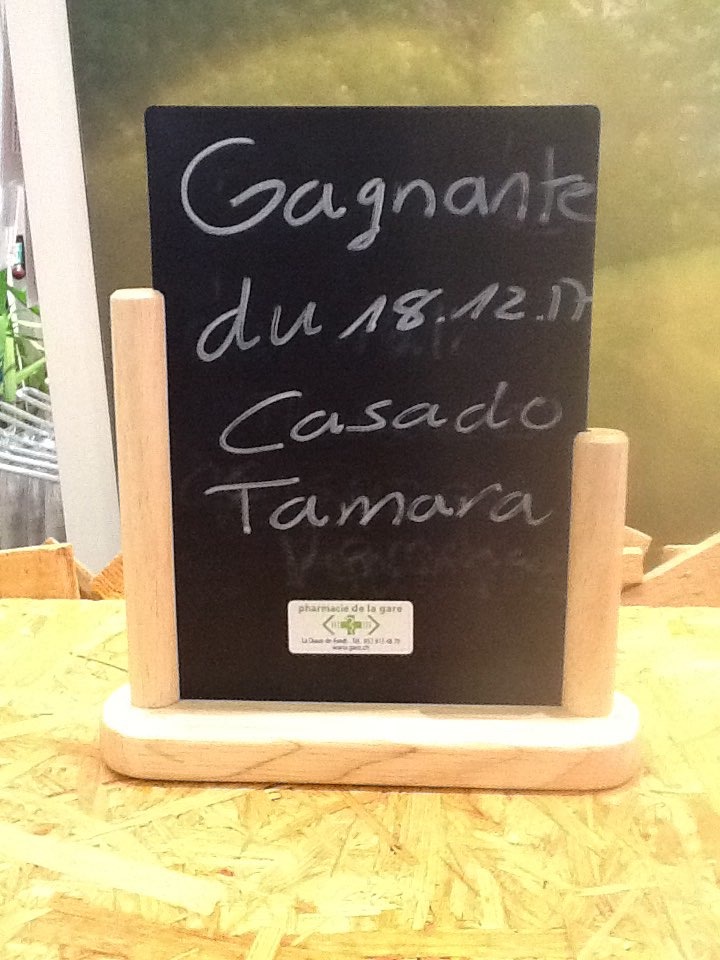 Gagnante
du 18.12.17
Casado
Tamara
pharmacie de la gare